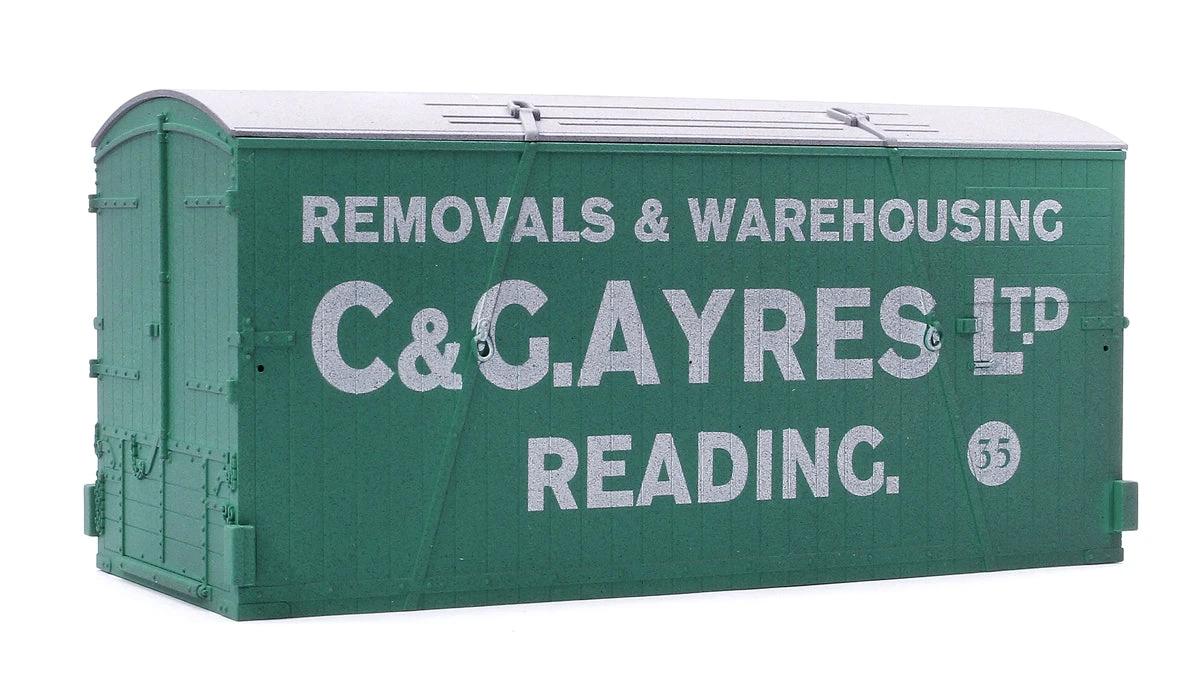 REMOVALS & WAREHOUSING
C&G.AYRES LTD.
READING.
35